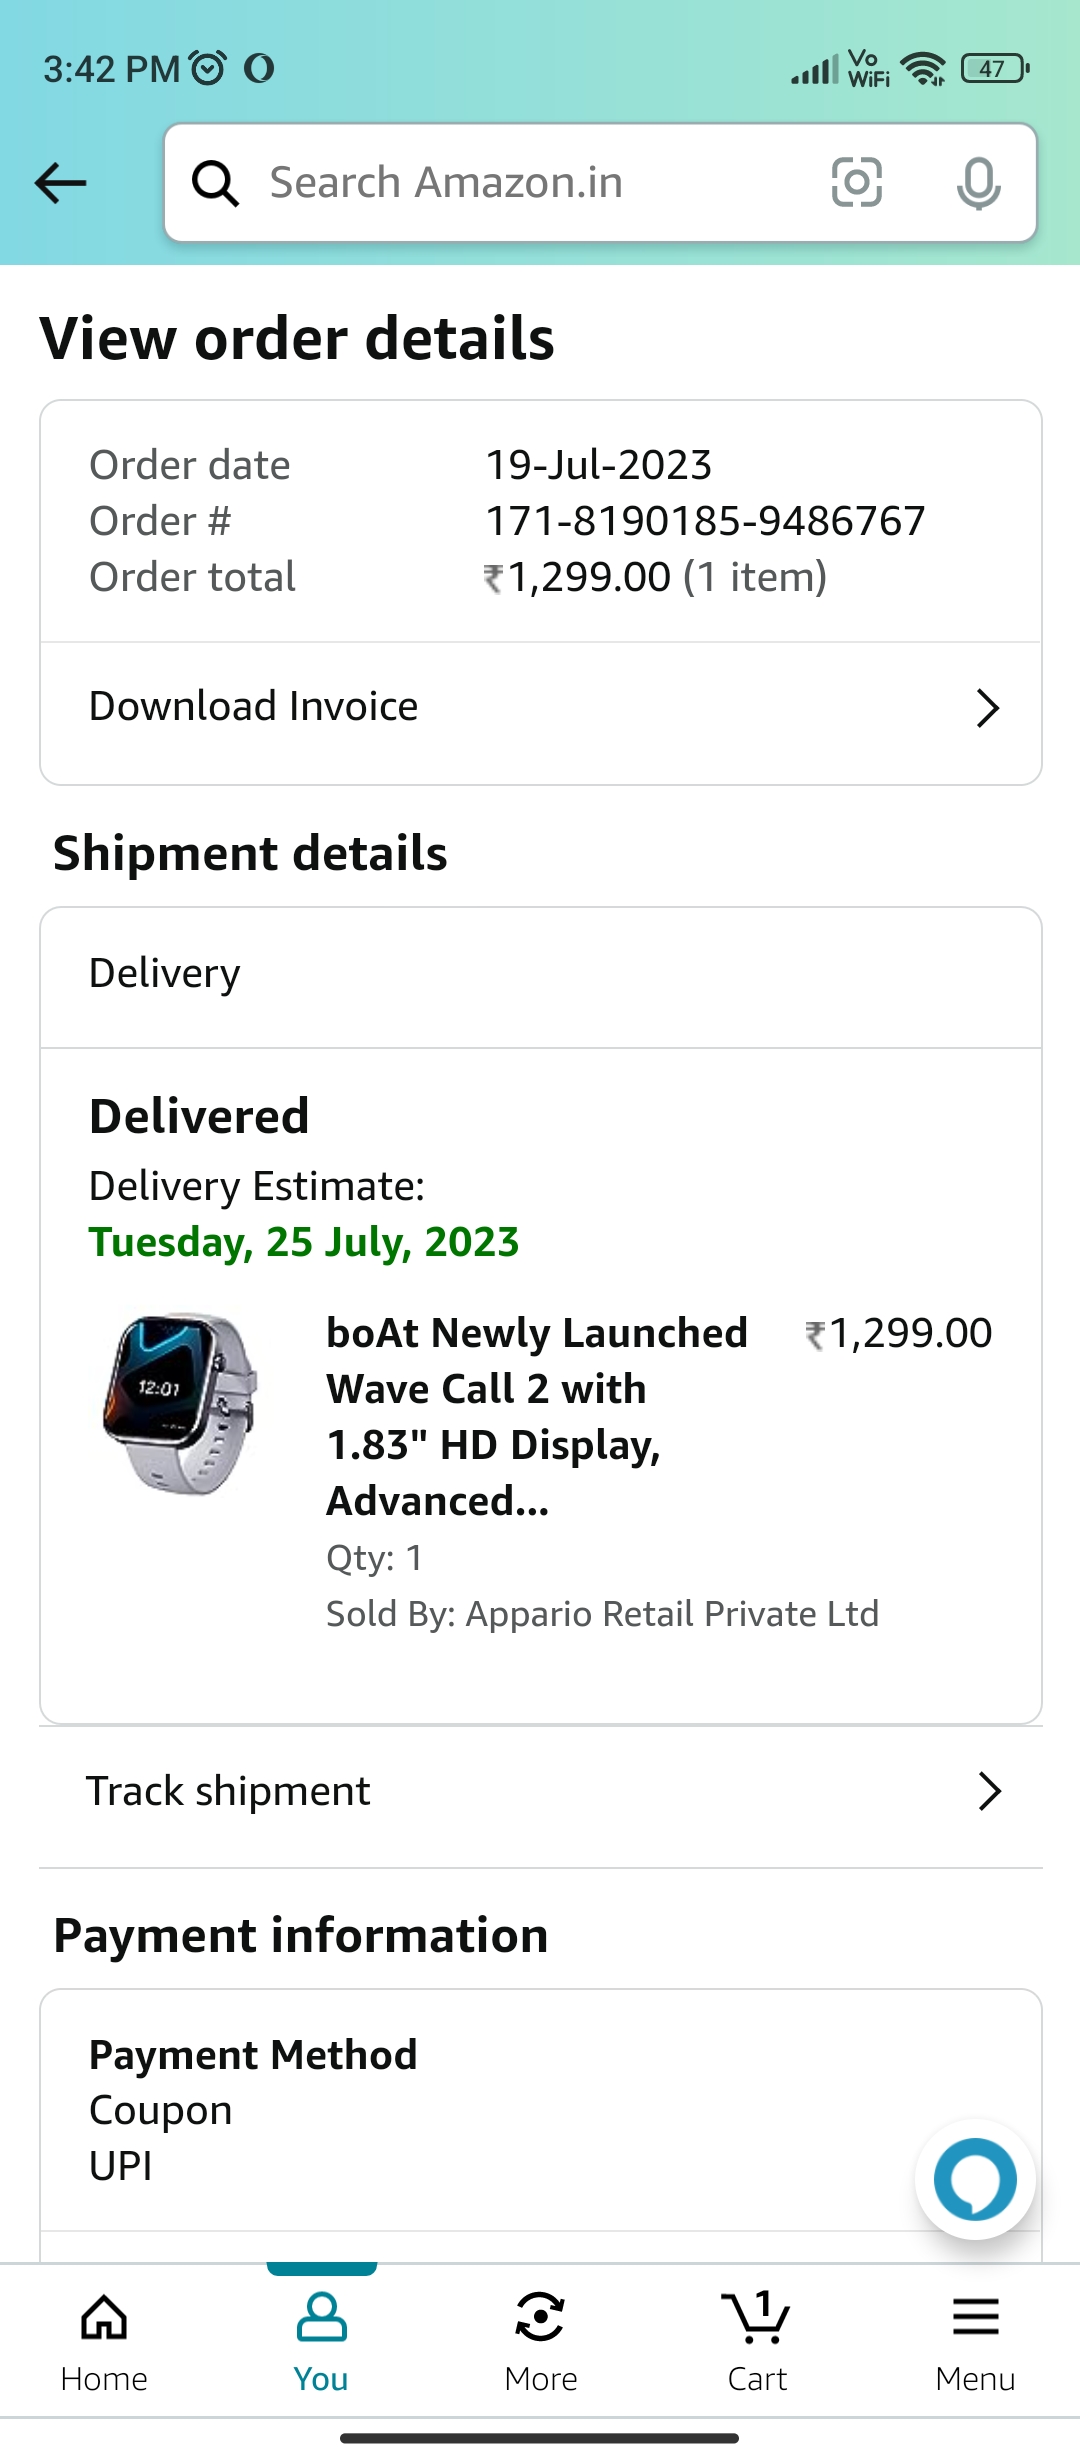 3:42 PM
Vo
WiFi
47
Search Amazon.in
View order details
Order date 19-Jul-2023
Order # 171-8190185-9486767
Order total ₹1,299.00 (1 item)
Download Invoice
Shipment details
Delivery
Delivered
Delivery Estimate:
Tuesday, 25 July, 2023
12:01
boAt Newly Launched ₹1,299.00
Wave Call 2 with
1.83" HD Display,
Advanced...
Qty: 1
Sold By: Appario Retail Private Ltd
Track shipment
Payment information
Payment Method
Coupon
UPI
1
Home You More Cart Menu